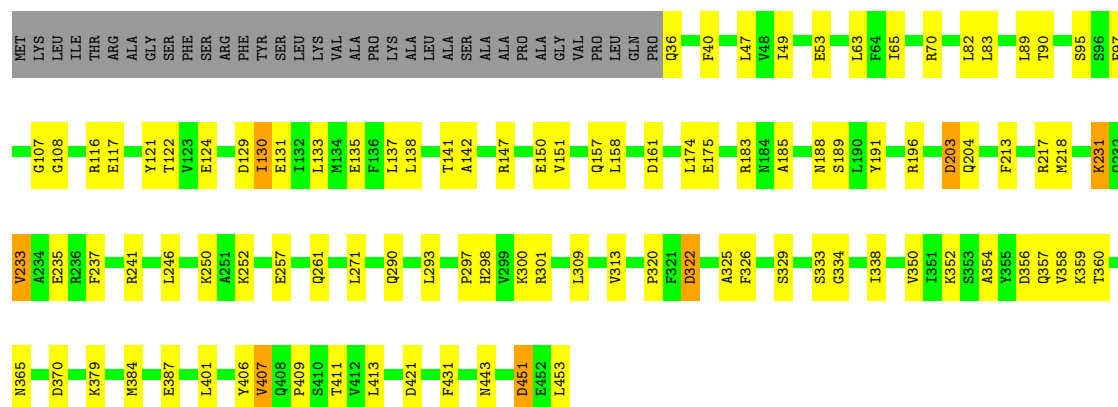 MET LYS LEU ILE THR ARG ALA GLY SER PHE SER ARG PHE TYR SER LEU LYS VAL ALA PRO LYS ALA LEU ALA SER ALA ALA PRO ALA GLY VAL PRO LEU GLN PRO Q36 F40 L47 V48 I49 E53 L63 F64 I65 R70 L82 L83 L89 T90 S95 S96
G107 G108 R116 E117 Y121 T122 V123 E124 D129 I130 E131 I132 L133 M134 E135 F136 L137 L138 T141 A142 R147 E150 V151 Q157 L158 D161 L174 E175 R183 N184 A185 N188 S189 L190 Y191 R196 D203 Q204 F213 R217 M218 K231
V233 A234 E235 R236 F237 R241 L246 K250 A251 K252 E257 Q261 L271 Q290 L293 P297 H298 V299 K300 R301 L309 V313 P320 F321 D322 A325 F326 S329 S333 G334 I338 V350 I351 K352 S353 A354 Y355 D356 Q357 V358 K359 T360
N365 D370 K379 M384 E387 L401 Y406 V407 Q408 P409 S410 T411 V412 L413 D421 F431 N443 D451 E452 L453